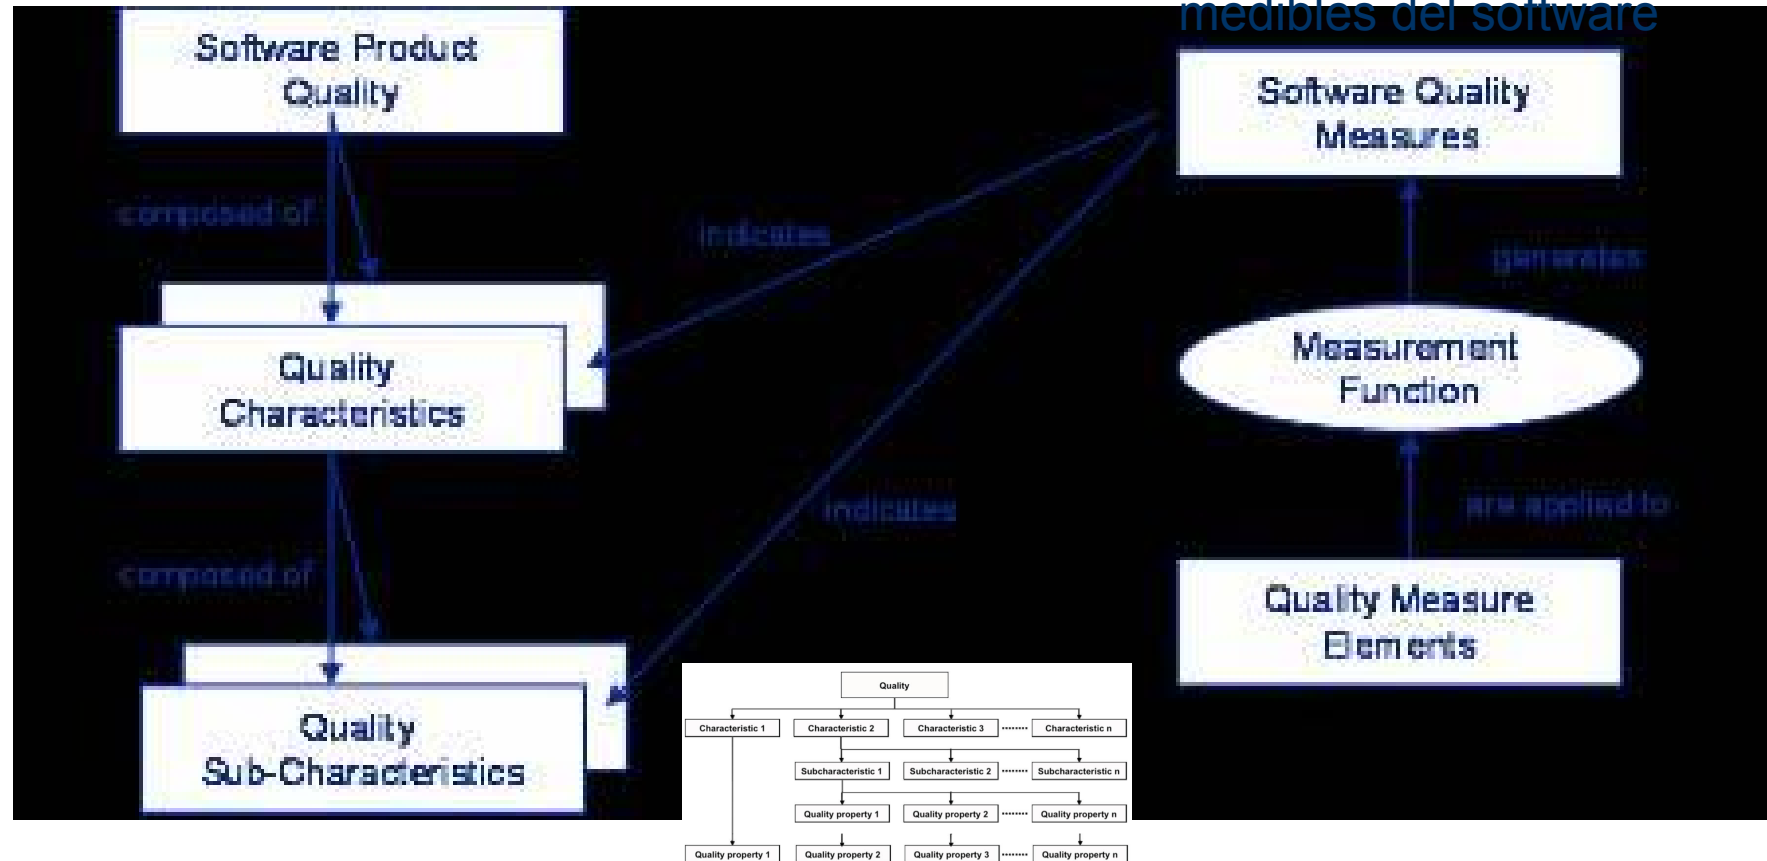 medibles del software
Software Product
Quality
Software Quality
Measures
composed of
indicates
generates
Quality
Characteristics
Measurement
Function
indicates
are applied to
composed of
Quality Measure
Elements
Quality
Sub-Characteristics
Quality
Characteristic 1 Characteristic 2 Characteristic 3 Characteristic n
Subcharacteristic 1 Subcharacteristic 2 Subcharacteristic n
Quality property 1 Quality property 2 Quality property n
Quality property 1 Quality property 2 Quality property 3 Quality property n